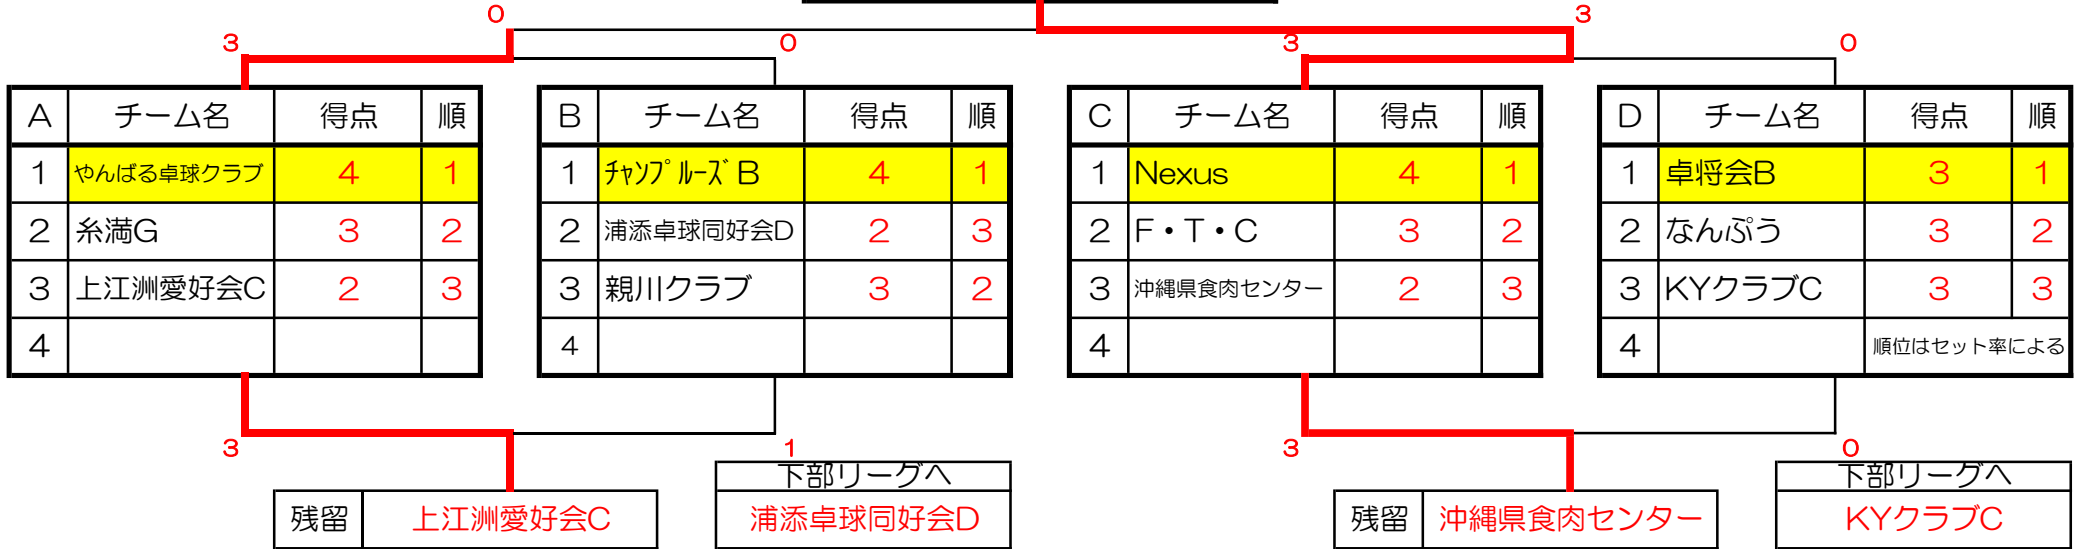 0 3
3 0 3 0
A チーム名 得点 順 B チーム名 得点 順 C チーム名 得点 順 D チーム名 得点 順
1 やんばる卓球クラブ 4 1 1 ﾁｬﾝﾌﾟﾙｰｽﾞB 4 1 1 Nexus 4 1 1 卓将会B 3 1
2 糸満G 3 2 2 浦添卓球同好会D 2 3 2 F・T・C 3 2 2 なんぷう 3 2
3 上江洲愛好会C 2 3 3 親川クラブ 3 2 3 沖縄県食肉センター 2 3 3 KYクラブC 3 3
4 4 4 4 順位はセット率による
3 1 3 0
下部リーグへ 下部リーグへ
残留 上江洲愛好会C 浦添卓球同好会D 残留 沖縄県食肉センター KYクラブC